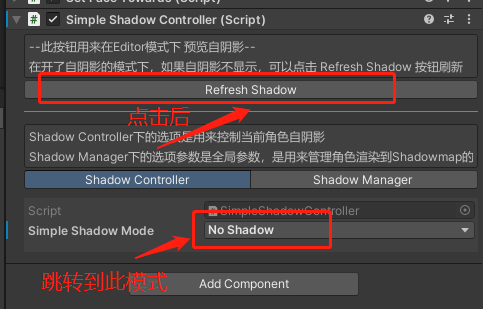 Set Face Towards (Script)
Simple Shadow Controller (Script)
--此按钮用来在Editor模式下 预览自阴影--
在开了自阴影的模式下，如果自阴影不显示，可以点击 Refresh Shadow 按钮刷新
Refresh Shadow
点击后
Shadow Controller下的选项是用来控制当前角色自阴影
Shadow Manager下的选项参数是全局参数，是用来管理角色渲染到Shadowmap的
Shadow Controller Shadow Manager
Script SimpleShadowController
Simple Shadow Mode No Shadow
跳转到此模式
Add Component